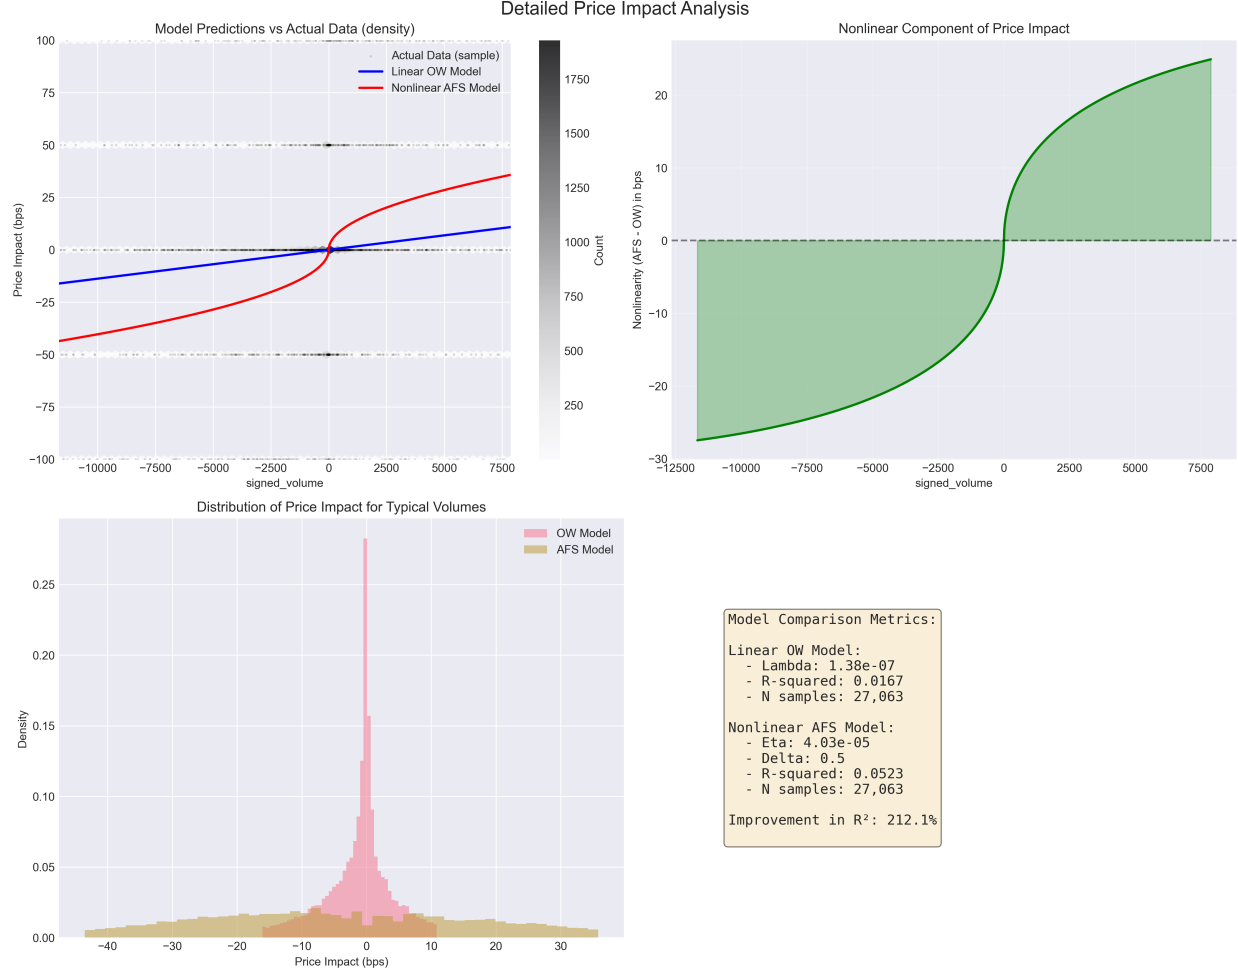 Detailed Price Impact Analysis
Model Predictions vs Actual Data (density)
100
75
50
25
0
−25
−50
−75
−100
Price Impact (bps)
Actual Data (sample)
Linear OW Model
Nonlinear AFS Model
−10000 −7500 −5000 −2500 0 2500 5000 7500
signed_volume
1750
1500
1250
1000
750
500
250
Count
Nonlinear Component of Price Impact
20
10
0
−10
−20
−30
Nonlinearity (AFS - OW) in bps
−12500 −10000 −7500 −5000 −2500 0 2500 5000 7500
signed_volume
Distribution of Price Impact for Typical Volumes
OW Model
AFS Model
0.25
0.20
0.15
0.10
0.05
0.00
Density
−40 −30 −20 −10 0 10 20 30
Price Impact (bps)
Model Comparison Metrics:
Linear OW Model:
- Lambda: 1.38e-07
- R-squared: 0.0167
- N samples: 27,063
Nonlinear AFS Model:
- Eta: 4.03e-05
- Delta: 0.5
- R-squared: 0.0523
- N samples: 27,063
Improvement in R²: 212.1%